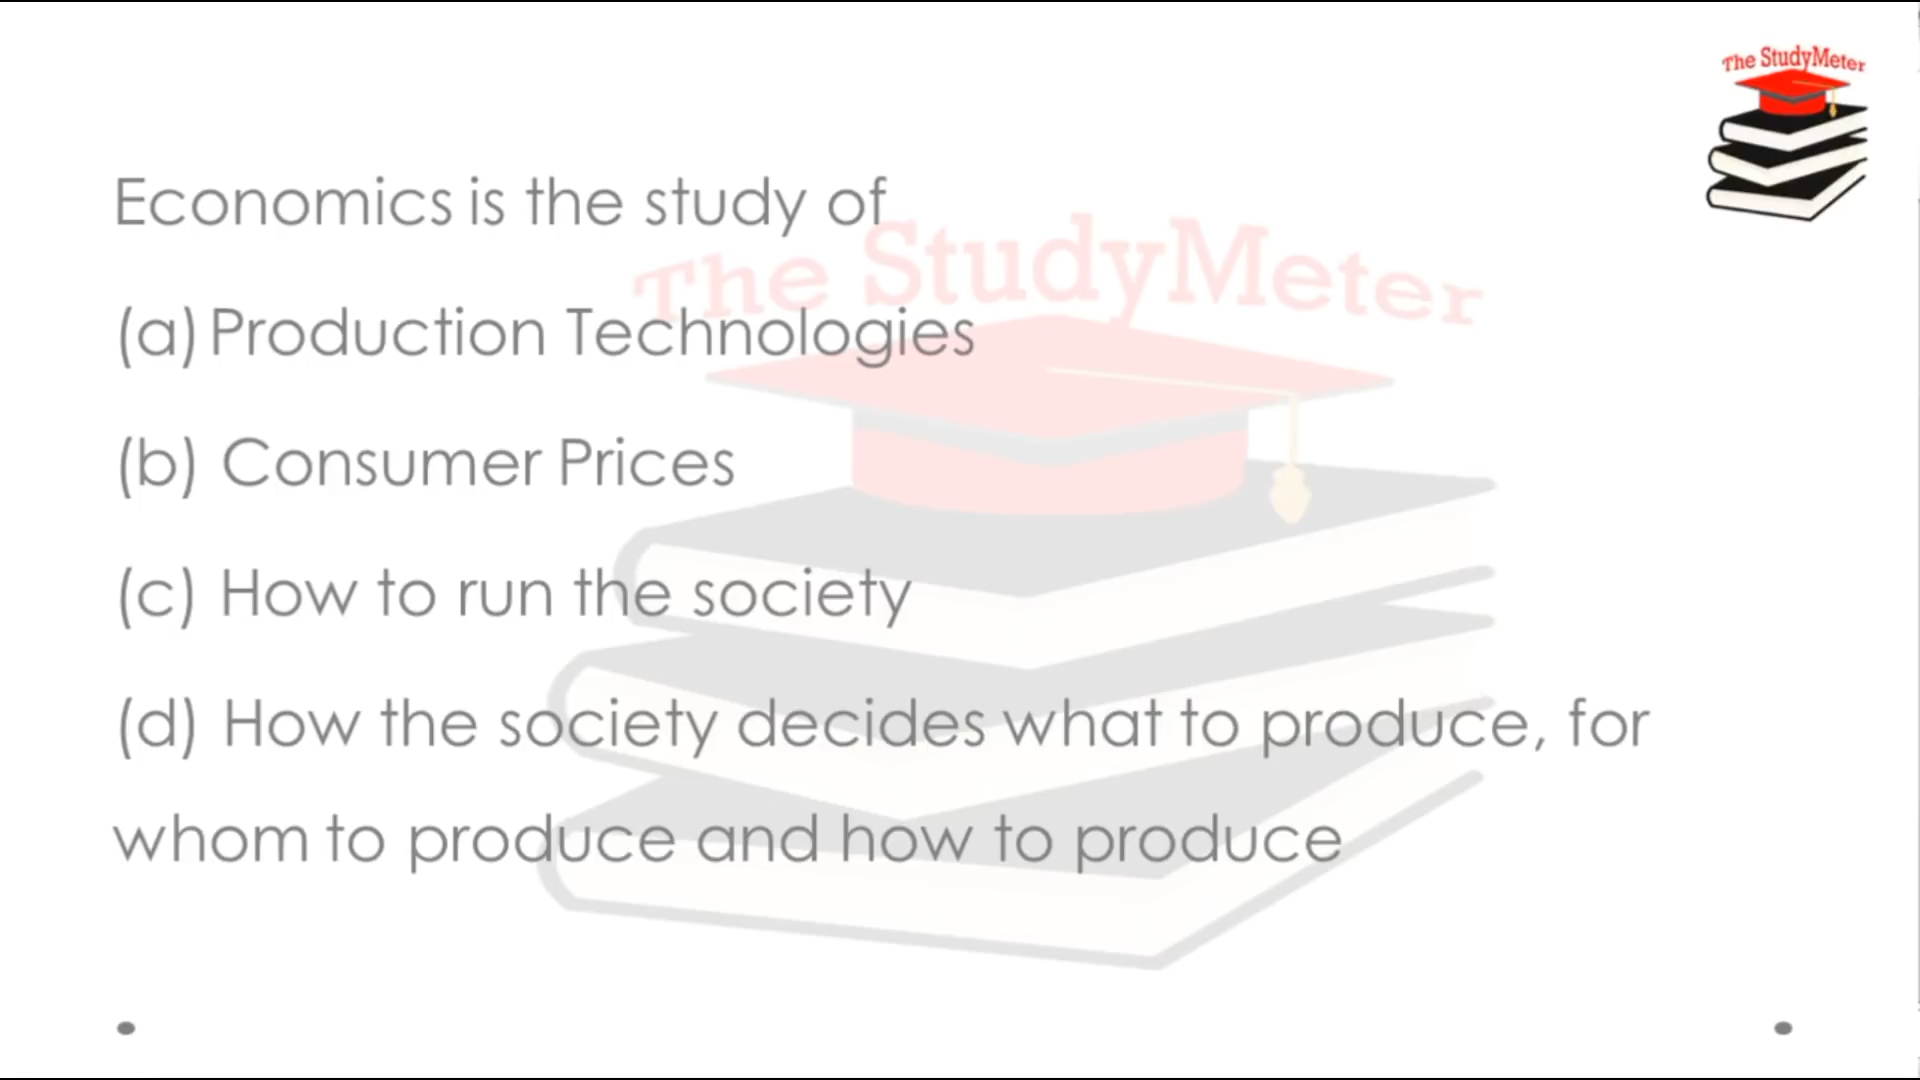 The StudyMeter
Economics is the study of
The StudyMeter
(a) Production Technologies
(b) Consumer Prices
(c) How to run the society
(d) How the society decides what to produce, for
whom to produce and how to produce